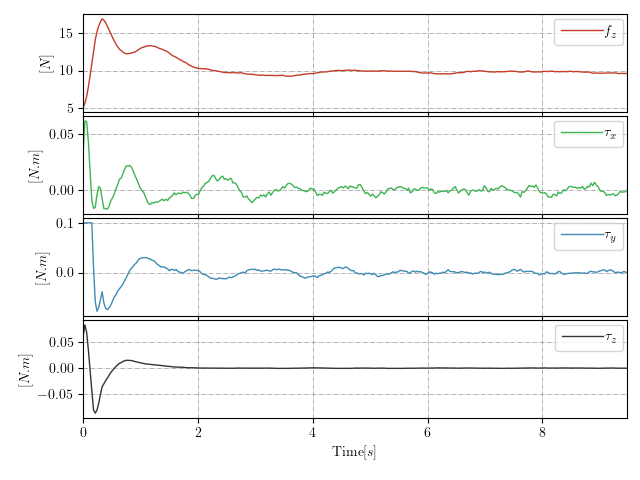 15
10
5
[N]
f_z
0.05
0.00
[N.m]
τ_x
0.1
0.0
[N.m]
τ_y
0.05
0.00
−0.05
[N.m]
τ_z
0 2 4 6 8
Time[s]